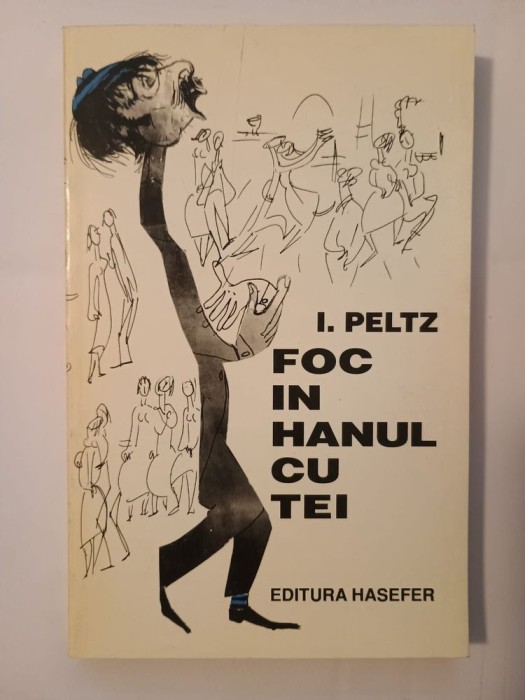 I. PELTZ
FOC
IN
HANUL
CU
TEI
EDITURA HASEFER